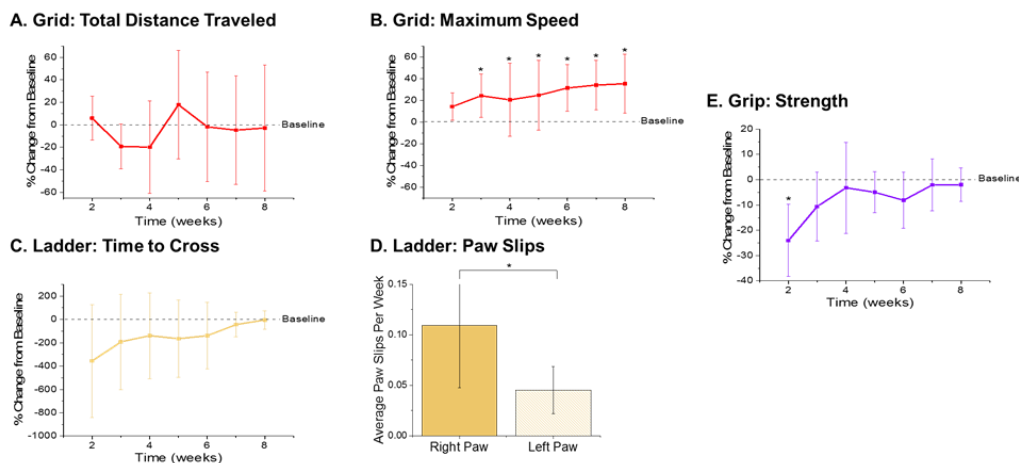 A. Grid: Total Distance Traveled
60
40
20
0
-20
-40
-60
% Change from Baseline
Baseline
2 4 6 8
Time (weeks)
B. Grid: Maximum Speed
60
40
20
0
-20
-40
-60
% Change from Baseline
* * * * * *
Baseline
2 4 6 8
Time (weeks)
C. Ladder: Time to Cross
200
0
-200
-400
-600
-800
-1000
% Change from Baseline
Baseline
2 4 6 8
Time (weeks)
D. Ladder: Paw Slips
*
0.15
0.10
0.05
0.00
Average Paw Slips Per Week
Right Paw Left Paw
E. Grip: Strength
20
10
0
-10
-20
-30
-40
% Change from Baseline
*
Baseline
2 4 6 8
Time (weeks)